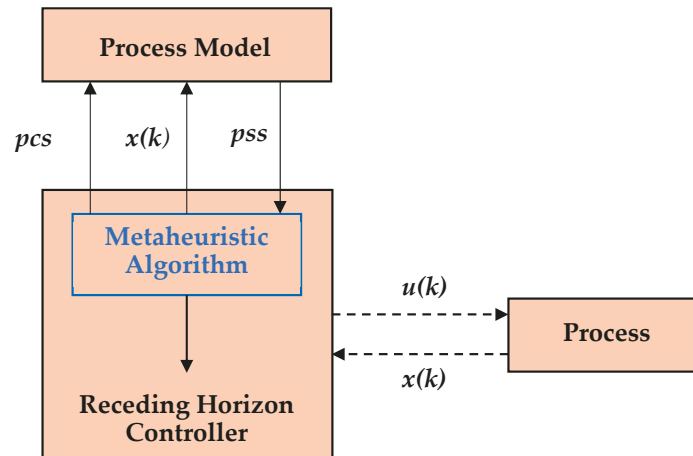 Process Model
pcs
x(k)
pss
Metaheuristic
Algorithm
u(k)
Process
x(k)
Receding Horizon
Controller